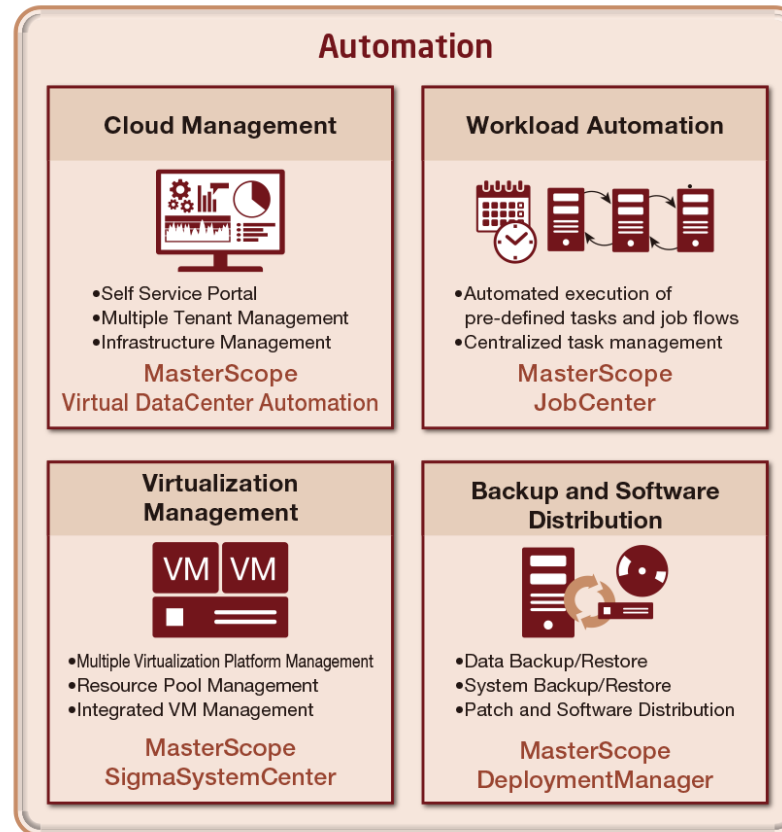 Automation
Cloud Management
•Self Service Portal
•Multiple Tenant Management
•Infrastructure Management
MasterScope
Virtual DataCenter Automation
Workload Automation
•Automated execution of
pre-defined tasks and job flows
•Centralized task management
MasterScope
JobCenter
Virtualization
Management
VM VM
•Multiple Virtualization Platform Management
•Resource Pool Management
•Integrated VM Management
MasterScope
SigmaSystemCenter
Backup and Software
Distribution
•Data Backup/Restore
•System Backup/Restore
•Patch and Software Distribution
MasterScope
DeploymentManager